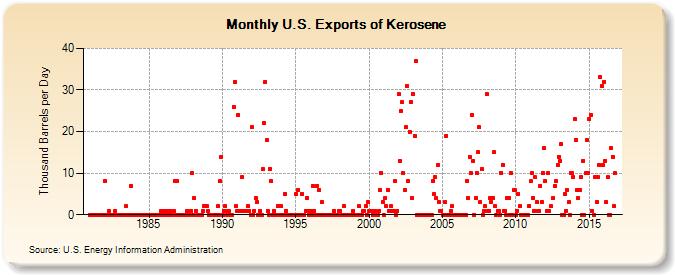 Monthly U.S. Exports of Kerosene
Thousand Barrels per Day
40
30
20
10
0
1985 1990 1995 2000 2005 2010 2015
Source: U.S. Energy Information Administration